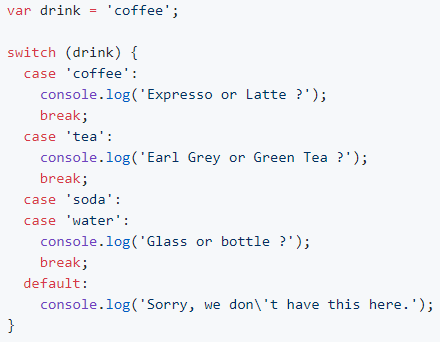 var drink = 'coffee';

switch (drink) {
  case 'coffee':
    console.log('Expresso or Latte ?');
    break;
  case 'tea':
    console.log('Earl Grey or Green Tea ?');
    break;
  case 'soda':
  case 'water':
    console.log('Glass or bottle ?');
    break;
  default:
    console.log('Sorry, we don\'t have this here.');
}